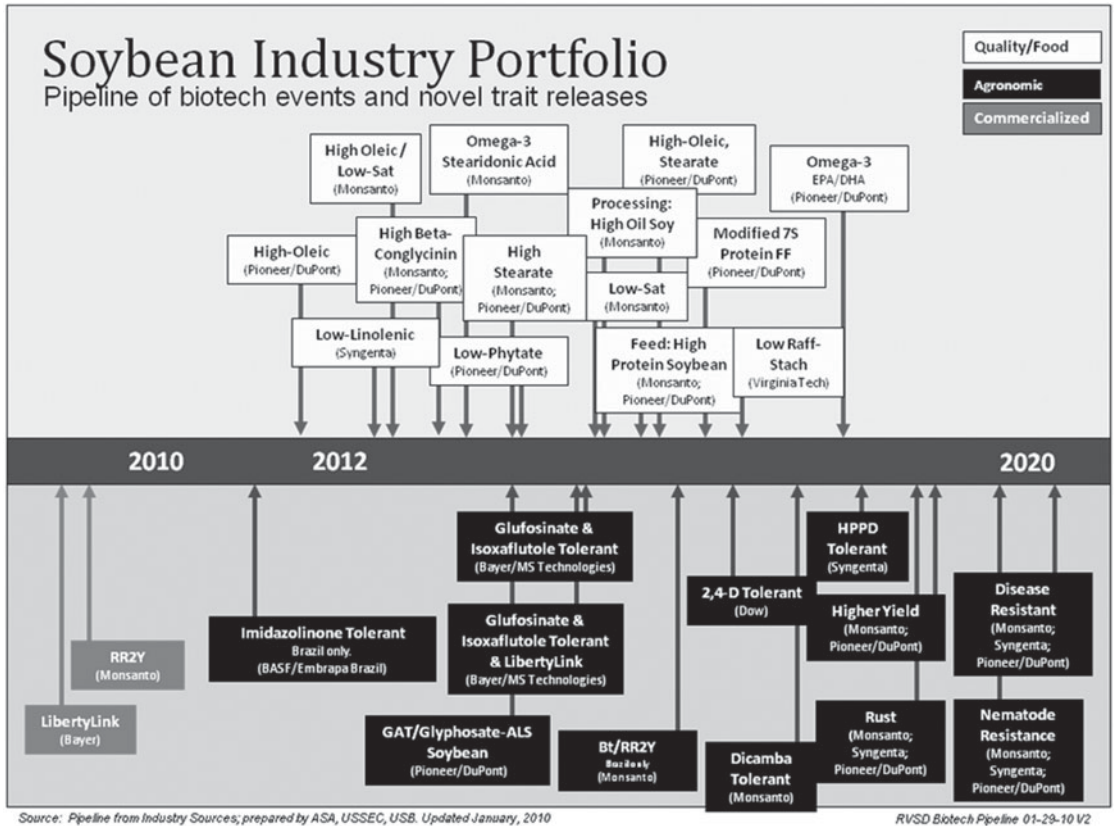 Soybean Industry Portfolio
Pipeline of biotech events and novel trait releases
Quality/Food
Agronomic
Commercialized
High Oleic /
Low-Sat
(Monsanto)
Omega-3
Stearidonic Acid
(Monsanto)
High-Oleic,
Stearate
(Pioneer/DuPont)
Omega-3
EPA/DHA
(Pioneer/DuPont)
Processing:
High Oil Soy
(Monsanto)
High-Oleic
(Pioneer/DuPont)
High Beta-
Conglycinin
(Monsanto;
Pioneer/DuPont)
High
Stearate
(Monsanto;
Pioneer/DuPont)
Modified 7S
Protein FF
(Pioneer/DuPont)
Low-Sat
(Monsanto)
Low-Linolenic
(Syngenta)
Low-Phytate
(Pioneer/DuPont)
Feed: High
Protein Soybean
(Monsanto;
Pioneer/DuPont)
Low Raff-
Stach
(Virginia Tech)
2010
2012
2020
Glufosinate &
Isoxaflutole Tolerant
(Bayer/MS Technologies)
HPPD
Tolerant
(Syngenta)
2,4-D Tolerant
(Dow)
Disease
Resistant
(Monsanto;
Syngenta;
Pioneer/DuPont)
Higher Yield
(Monsanto;
Pioneer/DuPont)
Imidazolinone Tolerant
Brazil only.
(BASF/Embrapa Brazil)
Glufosinate &
Isoxaflutole Tolerant
& LibertyLink
(Bayer/MS Technologies)
RR2Y
(Monsanto)
LibertyLink
(Bayer)
GAT/Glyphosate-ALS
Soybean
(Pioneer/DuPont)
Bt/RR2Y
Brazil only
(Monsanto)
Dicamba
Tolerant
(Monsanto)
Rust
(Monsanto;
Syngenta;
Pioneer/DuPont)
Nematode
Resistance
(Monsanto;
Syngenta;
Pioneer/DuPont)
Source: Pipeline from Industry Sources; prepared by ASA, USSEC, USB. Updated January, 2010
RVSD Biotech Pipeline 01-29-10 V2